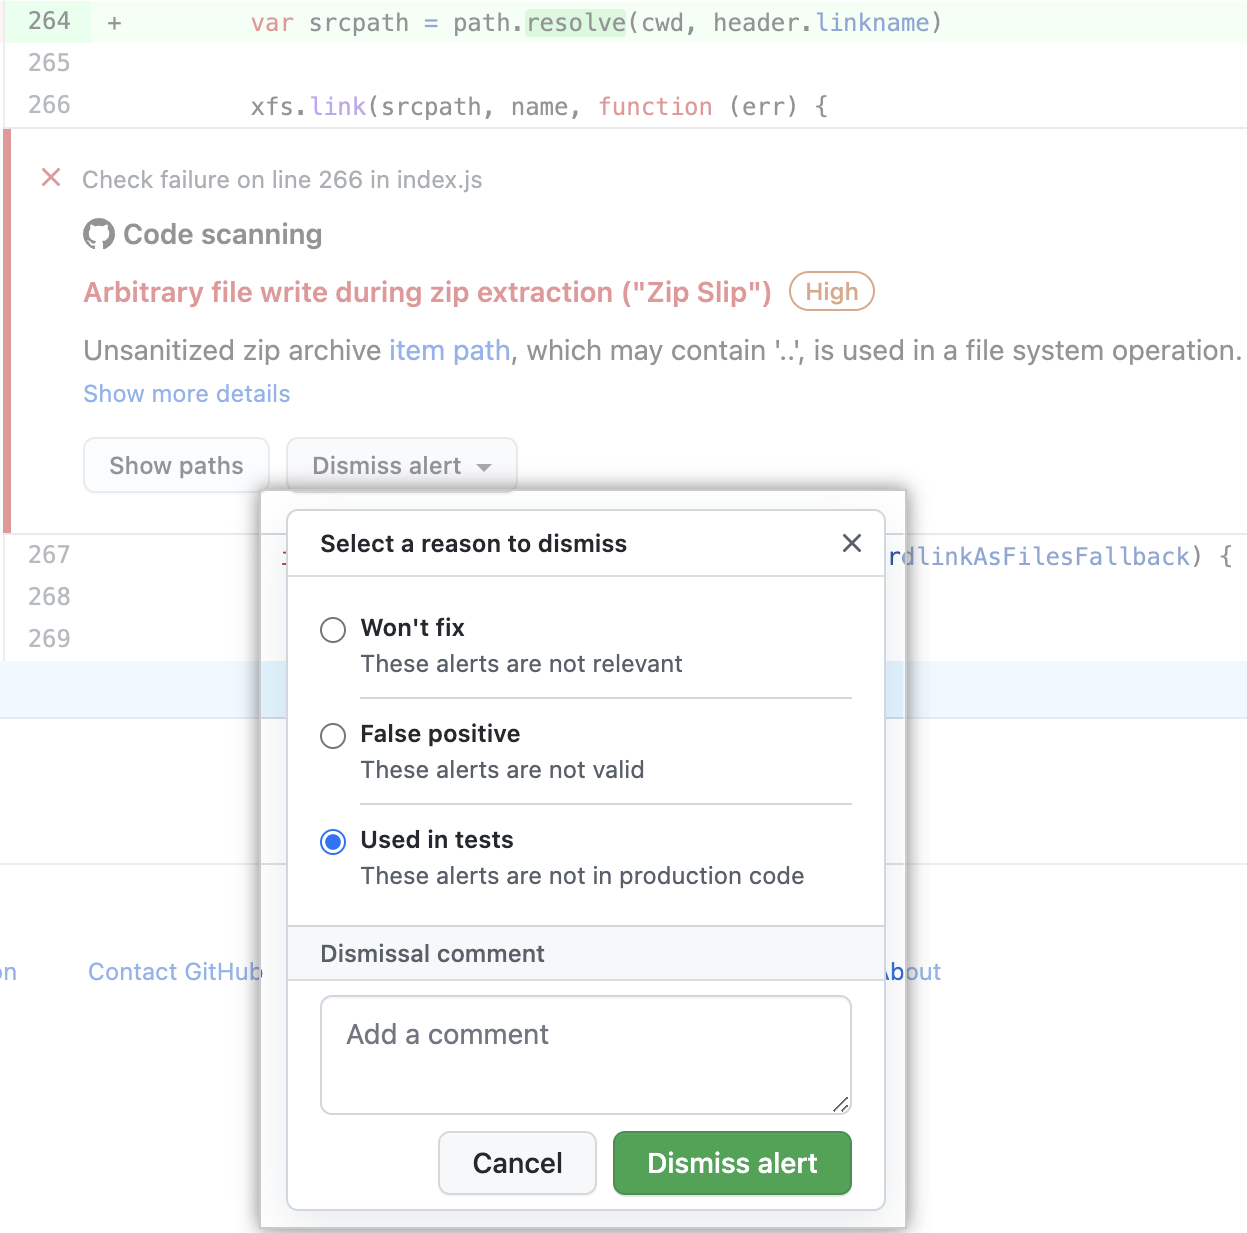 264 + var srcpath = path.resolve(cwd, header.linkname)
265
266 xfs.link(srcpath, name, function (err) {
Check failure on line 266 in index.js
Code scanning
Arbitrary file write during zip extraction ("Zip Slip") High
Unsanitized zip archive item path, which may contain '..', is used in a file system operation.
Show more details
Show paths Dismiss alert
Select a reason to dismiss
267 rdlinkAsFilesFallback) {
Won't fix
268
269
These alerts are not relevant
False positive
These alerts are not valid
Used in tests
These alerts are not in production code
Dismissal comment
on Contact GitHub About
Add a comment
Cancel Dismiss alert